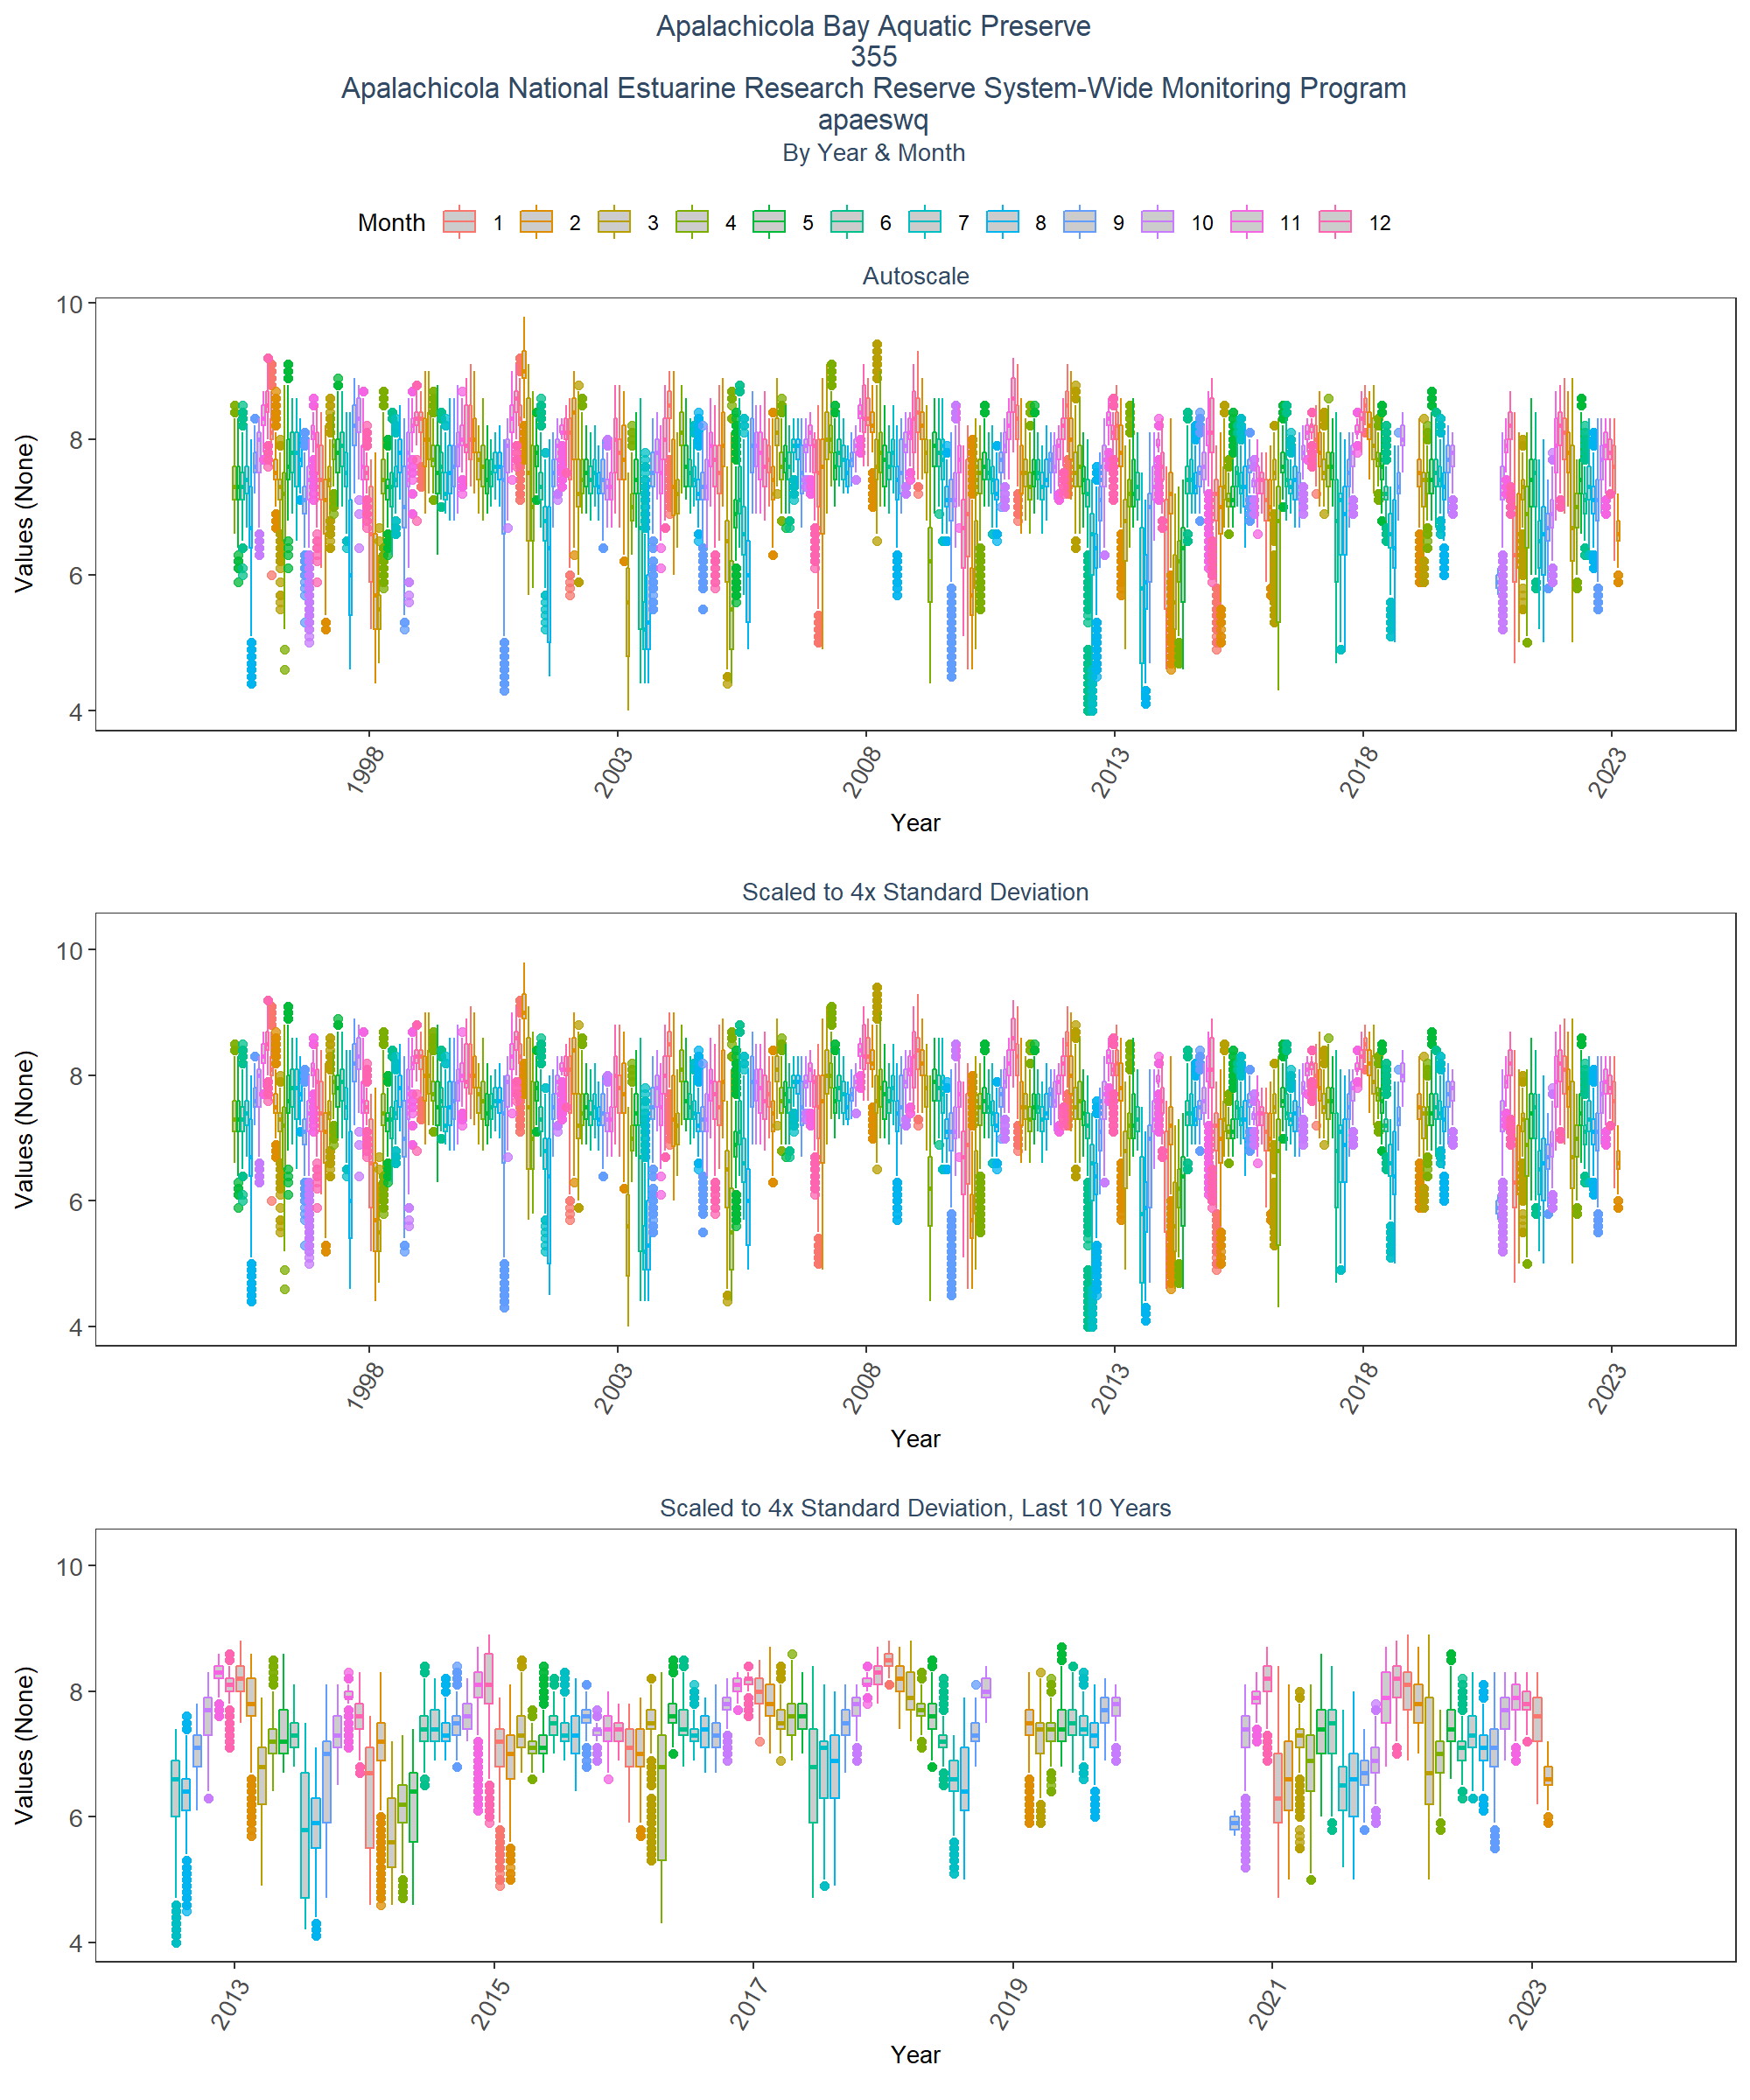 Apalachicola Bay Aquatic Preserve
355
Apalachicola National Estuarine Research Reserve System-Wide Monitoring Program
apaeswq
By Year & Month
Month 1 2 3 4 5 6 7 8 9 10 11 12
Autoscale
Values (None)
10
8
6
4
1998 2003 2008 2013 2018 2023
Year
Scaled to 4x Standard Deviation
Values (None)
10
8
6
4
1998 2003 2008 2013 2018 2023
Year
Scaled to 4x Standard Deviation, Last 10 Years
Values (None)
10
8
6
4
2013 2015 2017 2019 2021 2023
Year